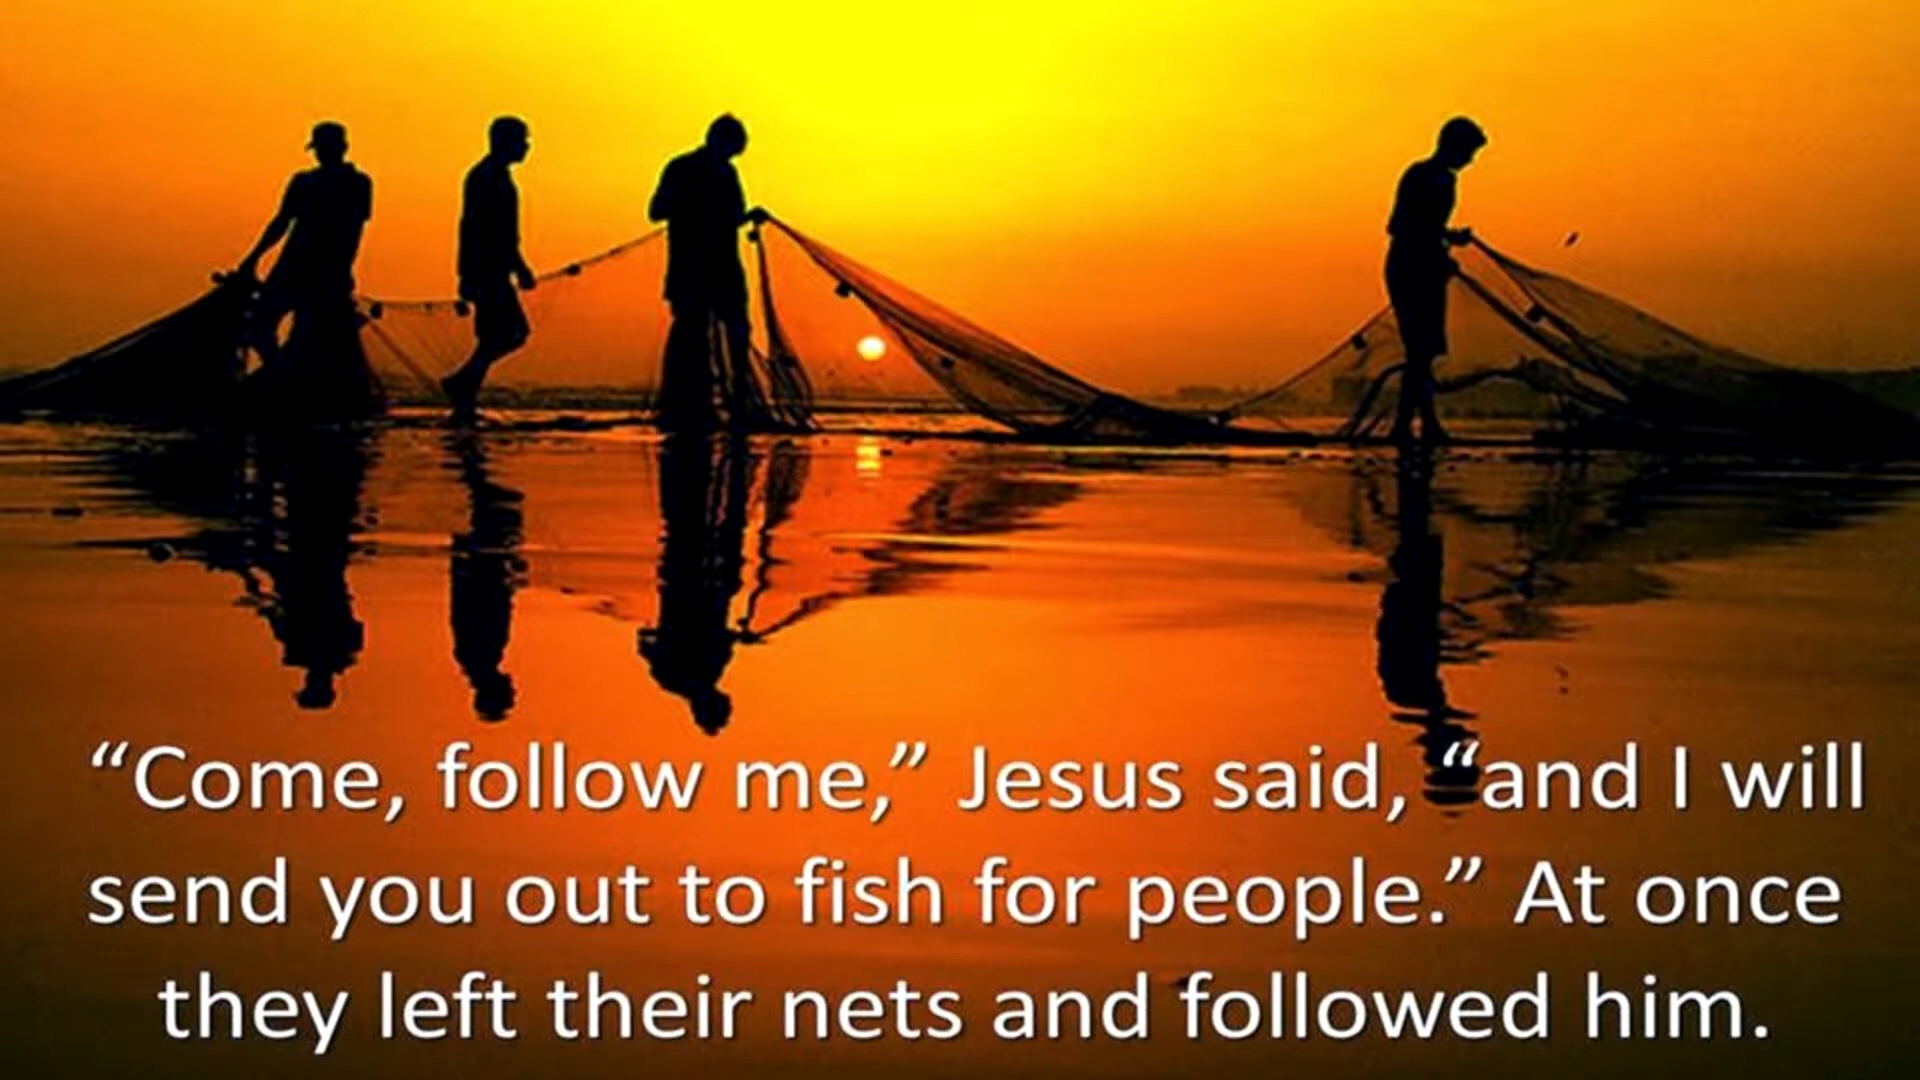 “Come, follow me,” Jesus said, “and I will
send you out to fish for people.” At once
they left their nets and followed him.